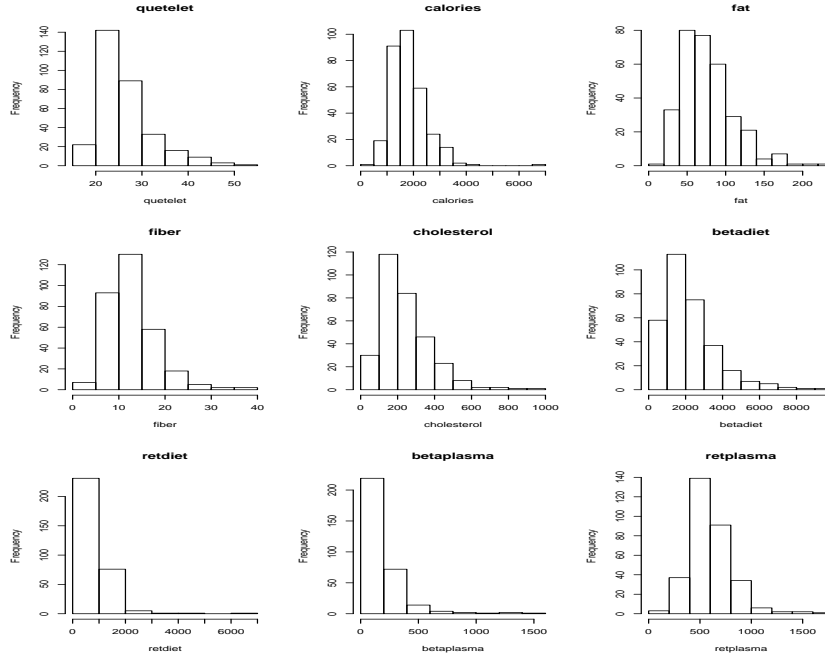 quetelet
Frequency
0 20 40 60 80 100 120 140
20 30 40 50
quetelet
calories
Frequency
0 20 40 60 80 100
0 2000 4000 6000
calories
fat
Frequency
0 20 40 60 80
0 50 100 150 200
fat
fiber
Frequency
0 20 40 60 80 100 120
0 10 20 30 40
fiber
cholesterol
Frequency
0 20 40 60 80 100 120
0 200 400 600 800 1000
cholesterol
betadiet
Frequency
0 20 40 60 80 100
0 2000 4000 6000 8000
betadiet
retdiet
Frequency
0 50 100 150 200
0 2000 4000 6000
retdiet
betaplasma
Frequency
0 50 100 150 200
0 500 1000 1500
betaplasma
retplasma
Frequency
0 20 40 60 80 100 120 140
0 500 1000 1500
retplasma